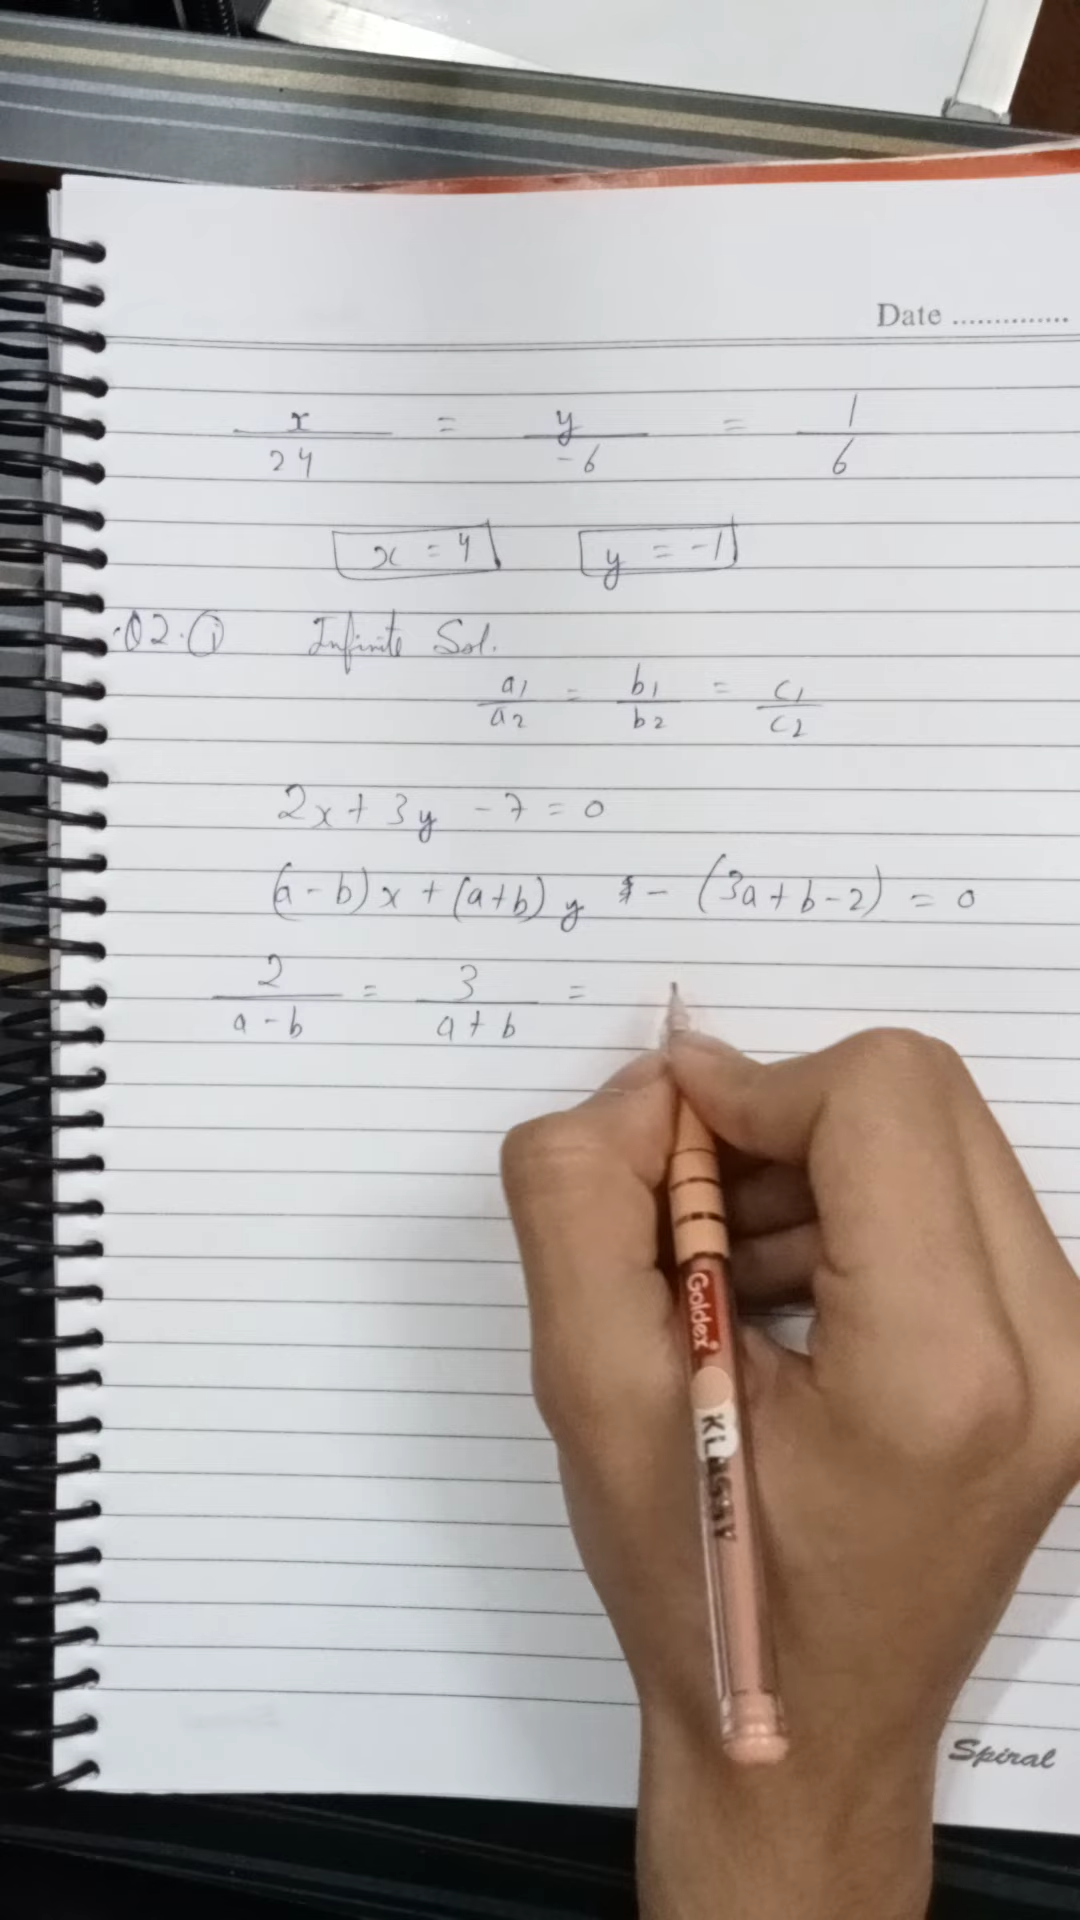 Date ..............
x/24 = y/-6 = 1/6
x = 4 y = -1
Q2. (i) Infinite Sol.
a1/a2 = b1/b2 = c1/c2
2x + 3y - 7 = 0
(a - b)x + (a+b)y - (3a + b - 2) = 0
2/(a - b) = 3/(a + b) =
Goldex
KLASSY
Spiral